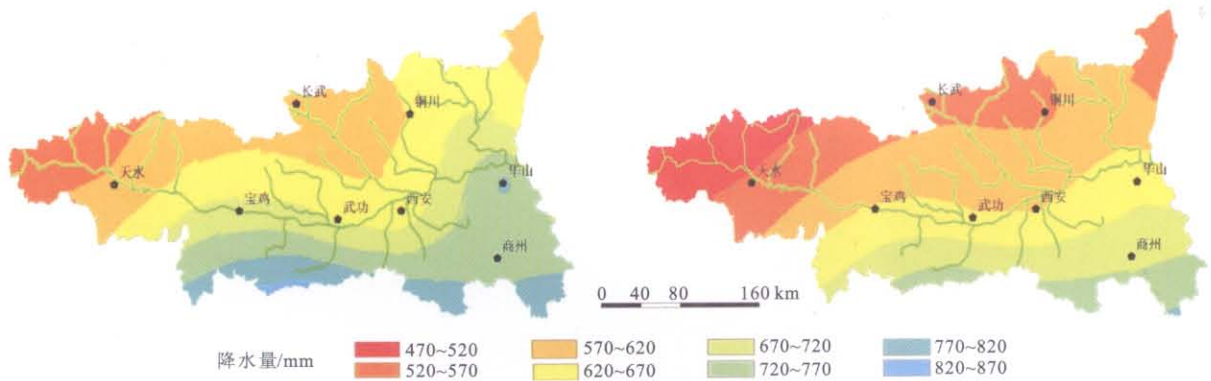 长武
铜川
天水
华山
宝鸡
武功
西安
商州
长武
铜川
天水
华山
宝鸡
武功
西安
商州
0 40 80 160 km
降水量/mm
470~520 570~620 670~720 770~820
520~570 620~670 720~770 820~870